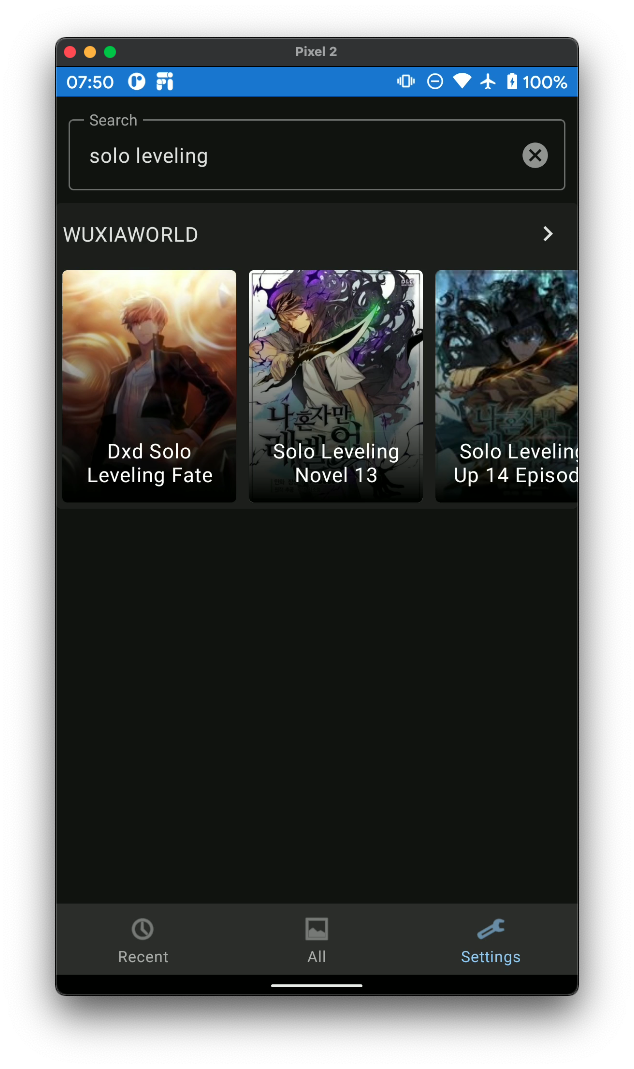 Pixel 2
07:50
100%
Search
solo leveling
WUXIAWORLD
Dxd Solo
Leveling Fate
나 혼자만
레벨업
Solo Leveling
Novel 13
Solo Leveling
Up 14 Episod
Recent
All
Settings